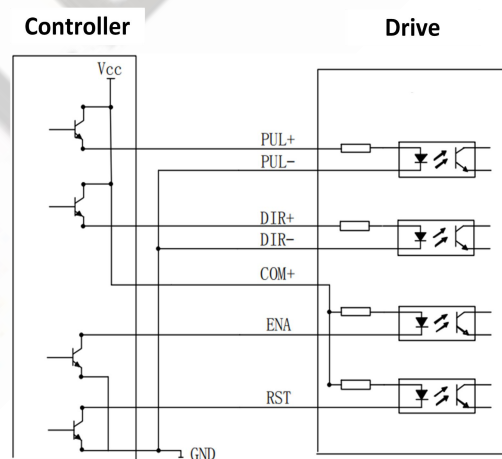 Controller
Drive
Vcc
PUL+
PUL-
DIR+
DIR-
COM+
ENA
RST
GND